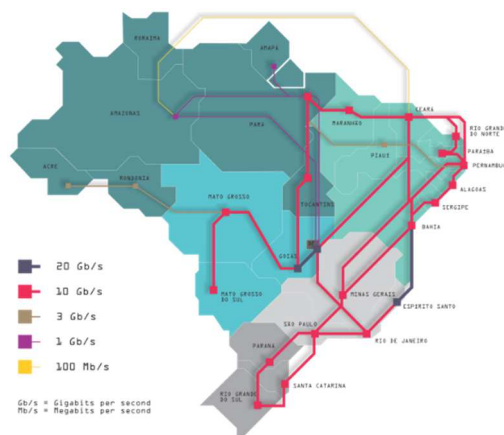 RORAIMA
AMAPA
AMAZONAS
PARA
MARANHÃO
CEARA
RIO GRANDE
DO NORTE
PARAIBA
PIAUI
PERNAMBUCO
ACRE
RONDONIA
TOCANTINS
ALAGOAS
MATO GROSSO
SERGIPE
BAHIA
GOIAS
MATO GROSSO
DO SUL
MINAS GERAIS
ESPIRITO SANTO
SÃO PAULO
RIO DE JANEIRO
PARANA
SANTA CATARINA
RIO GRANDE
DO SUL
20 Gb/s
10 Gb/s
3 Gb/s
1 Gb/s
100 Mb/s
Gb/s = Gigabits per second
Mb/s = Megabits per second